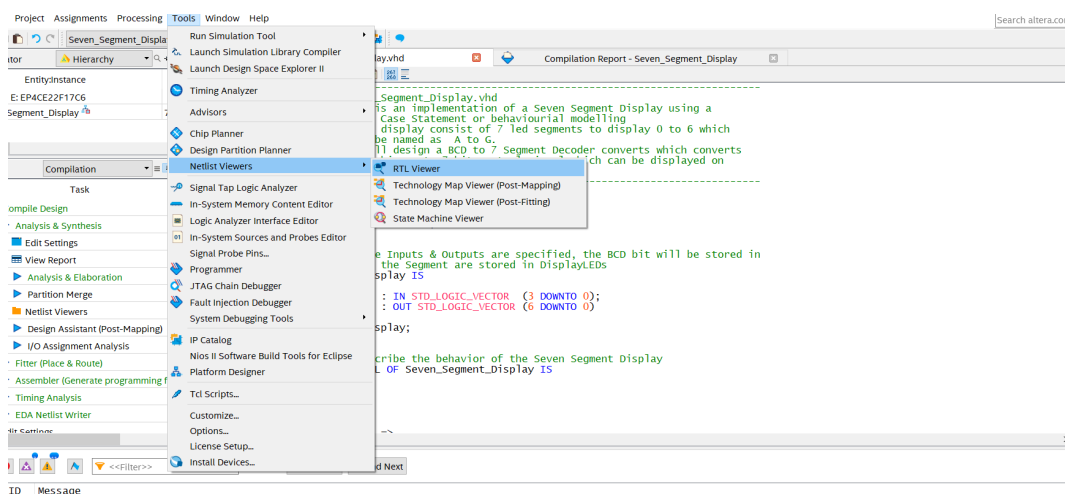 Project Assignments Processing Tools Window Help
Search altera.co
Seven_Segment_Displa
Hierarchy
Entity:Instance
E: EP4CE22F17C6
Segment_Display
Compilation
Task
ompile Design
Analysis & Synthesis
Edit Settings
View Report
Analysis & Elaboration
Partition Merge
Netlist Viewers
Design Assistant (Post-Mapping)
I/O Assignment Analysis
Fitter (Place & Route)
Assembler (Generate programming f
Timing Analysis
EDA Netlist Writer
dit Settings
Run Simulation Tool
Launch Simulation Library Compiler
Launch Design Space Explorer II
Timing Analyzer
Advisors
Chip Planner
Design Partition Planner
Netlist Viewers
Signal Tap Logic Analyzer
In-System Memory Content Editor
Logic Analyzer Interface Editor
In-System Sources and Probes Editor
Signal Probe Pins...
Programmer
JTAG Chain Debugger
Fault Injection Debugger
System Debugging Tools
IP Catalog
Nios II Software Build Tools for Eclipse
Platform Designer
Tcl Scripts...
Customize...
Options...
License Setup...
Install Devices...
RTL Viewer
Technology Map Viewer (Post-Mapping)
Technology Map Viewer (Post-Fitting)
State Machine Viewer
lay.vhd
Compilation Report - Seven_Segment_Display
_Segment_Display.vhd
is an implementation of a Seven Segment Display using a
Case Statement or behaviourial modelling
display consist of 7 led segments to display 0 to 6 which
be named as A to G.
ll design a BCD to 7 Segment Decoder converts which converts
hich can be displayed on
e Inputs & Outputs are specified, the BCD bit will be stored in
the Segment are stored in DisplayLEDs
splay IS
: IN STD_LOGIC_VECTOR (3 DOWNTO 0);
: OUT STD_LOGIC_VECTOR (6 DOWNTO 0)
splay;
cribe the behavior of the Seven Segment Display
L OF Seven_Segment_Display IS
=>
<<Filter>>
d Next
ID Message